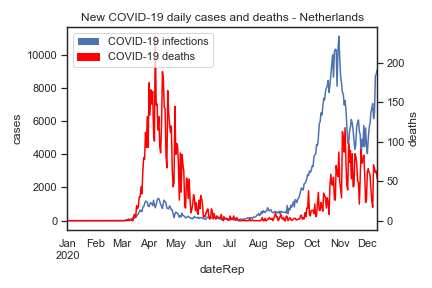 New COVID-19 daily cases and deaths - Netherlands
COVID-19 infections
COVID-19 deaths
10000
8000
6000
4000
2000
0
cases
200
150
100
50
0
deaths
Jan Feb Mar Apr May Jun Jul Aug Sep Oct Nov Dec
2020
dateRep